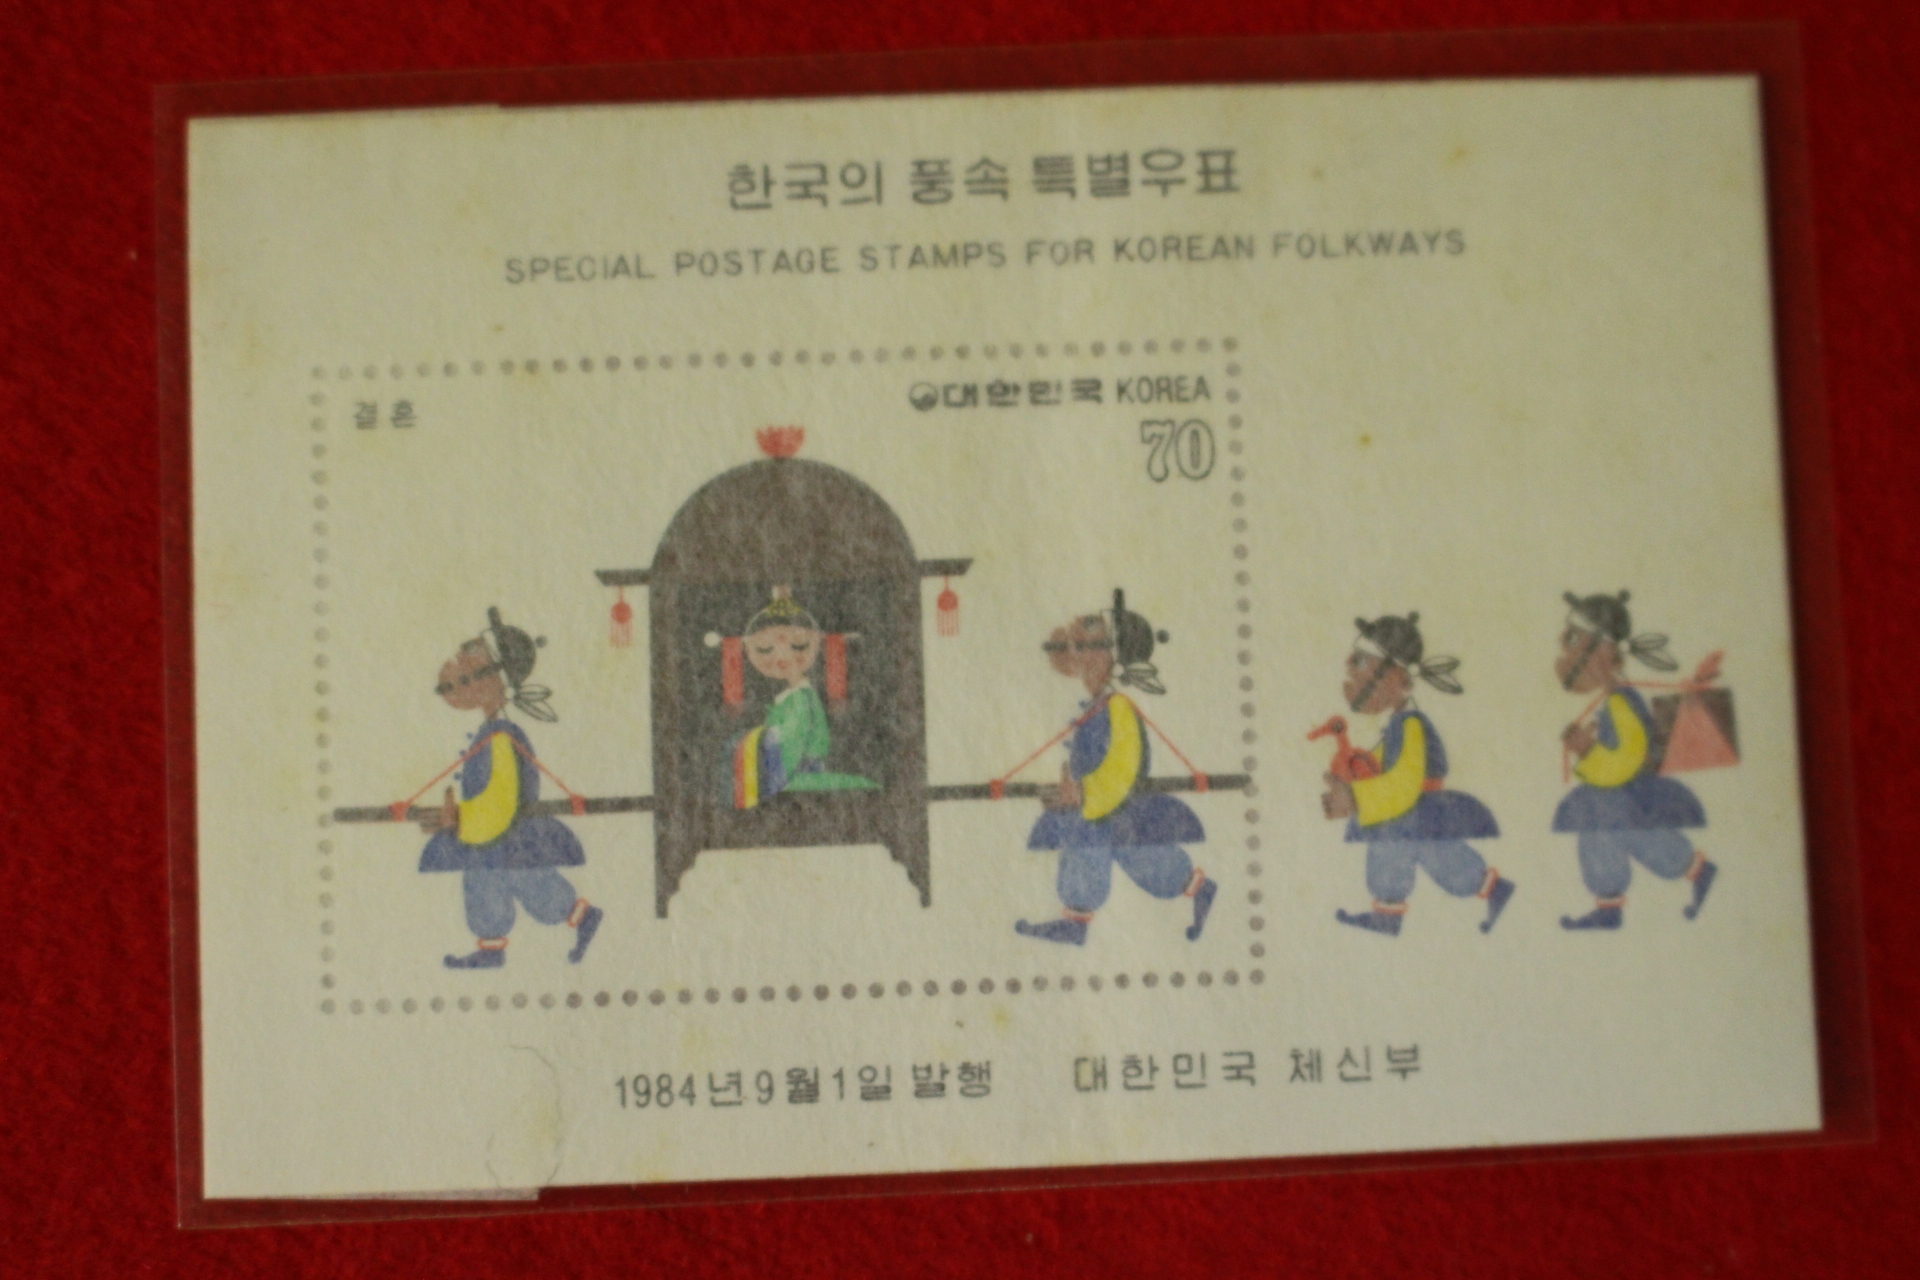 한국의 풍속 특별우표
SPECIAL POSTAGE STAMPS FOR KOREAN FOLKWAYS
결혼
대한민국 KOREA
70
1984년 9월 1일 발행 대한민국 체신부